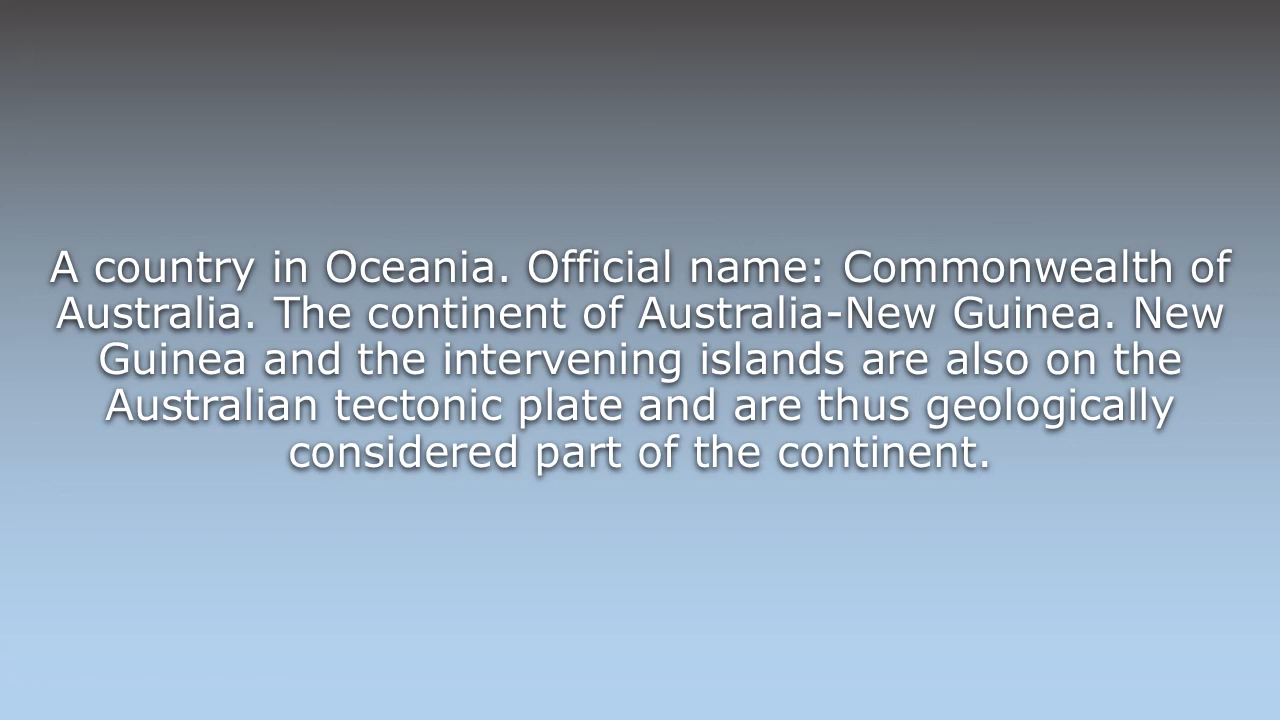 A country in Oceania. Official name: Commonwealth of
Australia. The continent of Australia-New Guinea. New
Guinea and the intervening islands are also on the
Australian tectonic plate and are thus geologically
considered part of the continent.